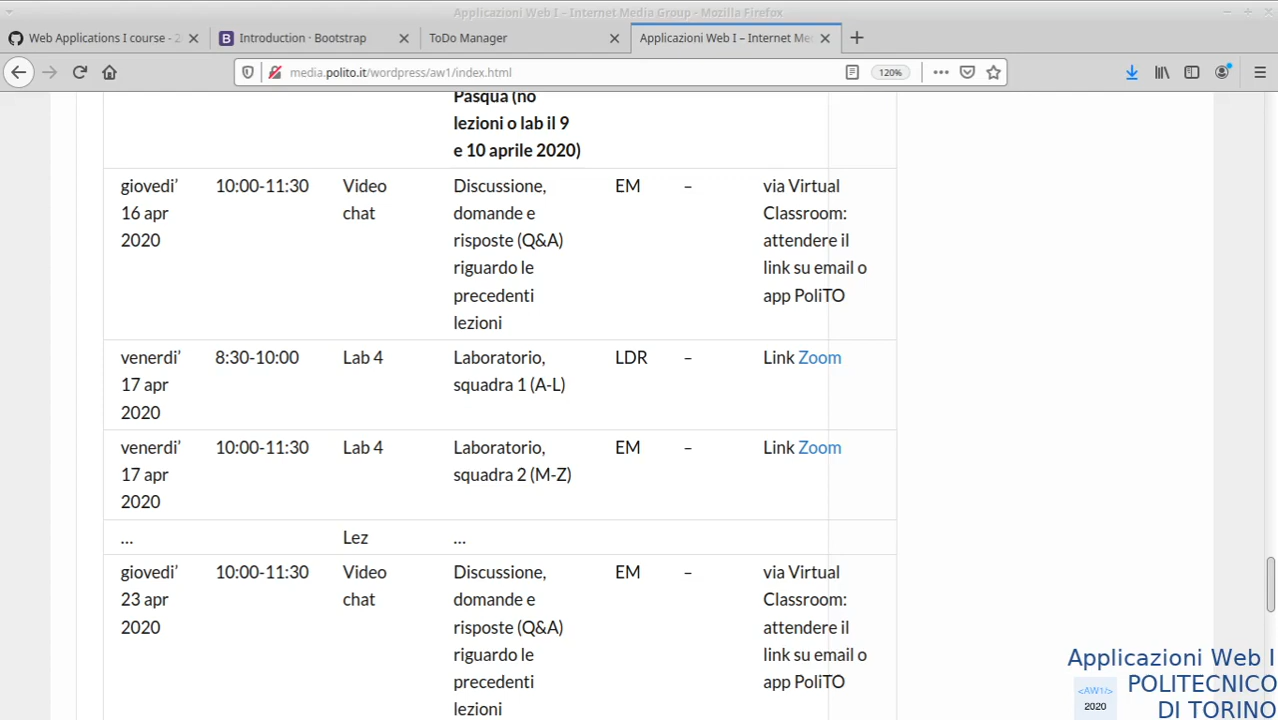 Applicazioni Web I – Internet Media Group - Mozilla Firefox
Web Applications I course - 2
Introduction · Bootstrap
ToDo Manager
Applicazioni Web I – Internet Me
media.polito.it/wordpress/aw1/index.html
120%
Pasqua (no
lezioni o lab il 9
e 10 aprile 2020)
giovedi’ 10:00-11:30 Video Discussione, EM – via Virtual
16 apr chat domande e Classroom:
2020 risposte (Q&A) attendere il
riguardo le link su email o
precedenti app PoliTO
lezioni
venerdi’ 8:30-10:00 Lab 4 Laboratorio, LDR – Link Zoom
17 apr squadra 1 (A-L)
2020
venerdi’ 10:00-11:30 Lab 4 Laboratorio, EM – Link Zoom
17 apr squadra 2 (M-Z)
2020
... Lez ...
giovedi’ 10:00-11:30 Video Discussione, EM – via Virtual
23 apr chat domande e Classroom:
2020 risposte (Q&A) attendere il
riguardo le link su email o
precedenti app PoliTO
lezioni
Applicazioni Web I
POLITECNICO
DI TORINO
<AW1/>
2020